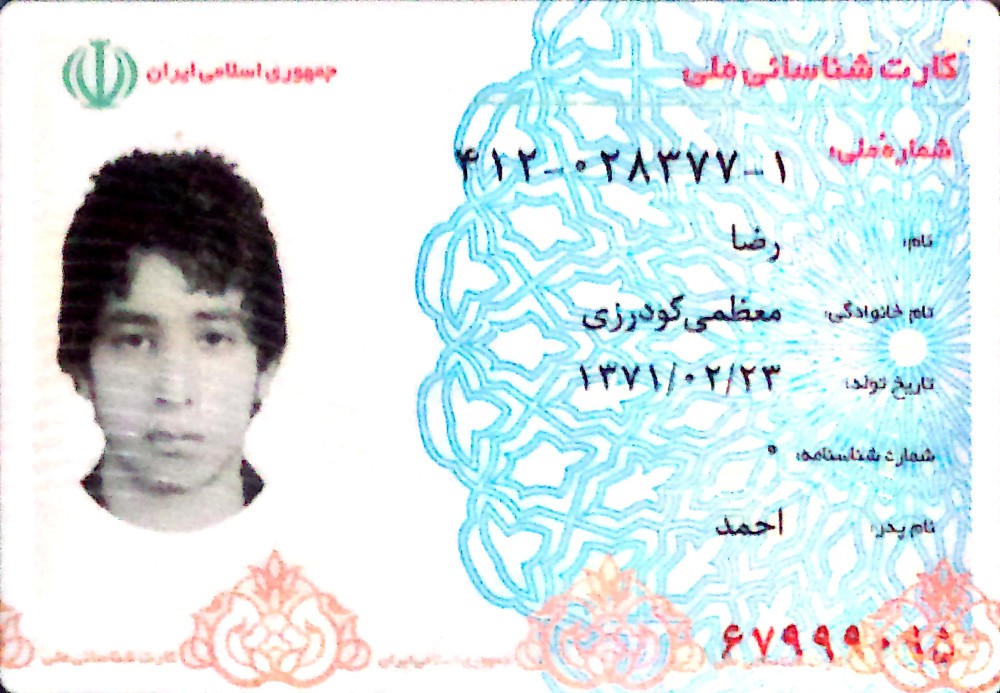 جمهوری اسلامی ایران
کارت شناسائی ملی
شماره ملی: ۴۱۲-۰۲۸۳۷۷-۱
نام: رضا
نام خانوادگی: معظمی گودرزی
تاریخ تولد: ۱۳۷۱/۰۲/۲۳
شماره شناسنامه: ۰
نام پدر: احمد
۶۷۹۹۹۰۱۵
کارت شناسائی ملی
جمهوری اسلامی ایران